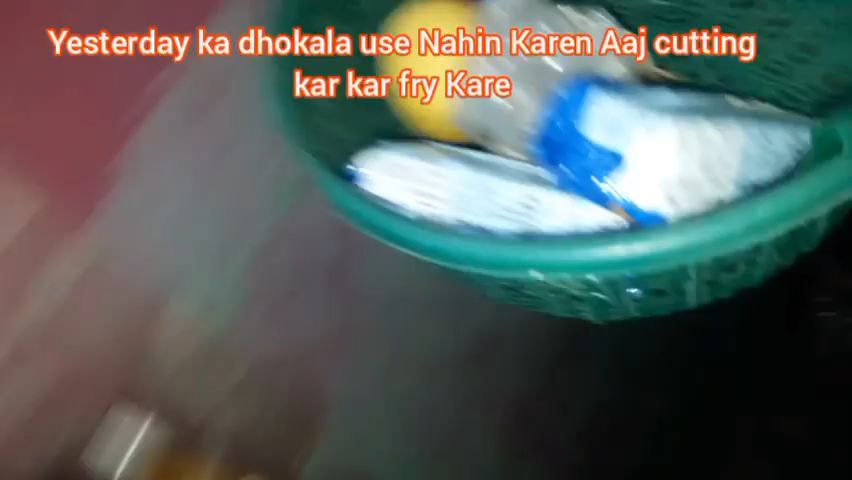 Yesterday ka dhokala use Nahin Karen Aaj cutting
kar kar fry Kare